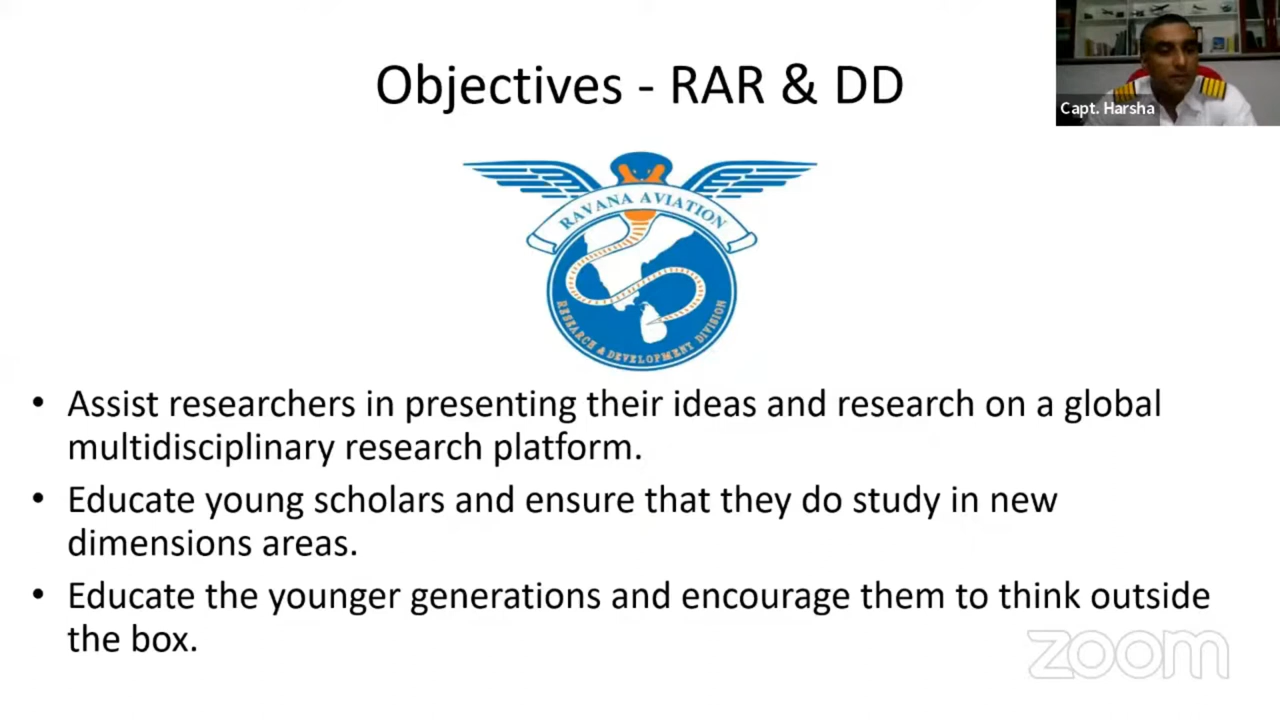 Objectives - RAR & DD
Capt. Harsha
RAVANA AVIATION
RESEARCH & DEVELOPMENT DIVISION
• Assist researchers in presenting their ideas and research on a global
multidisciplinary research platform.
• Educate young scholars and ensure that they do study in new
dimensions areas.
• Educate the younger generations and encourage them to think outside
the box.
zoom